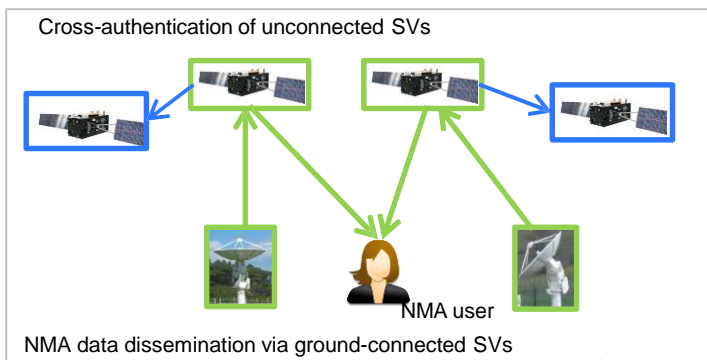 Cross-authentication of unconnected SVs
NMA user
NMA data dissemination via ground-connected SVs